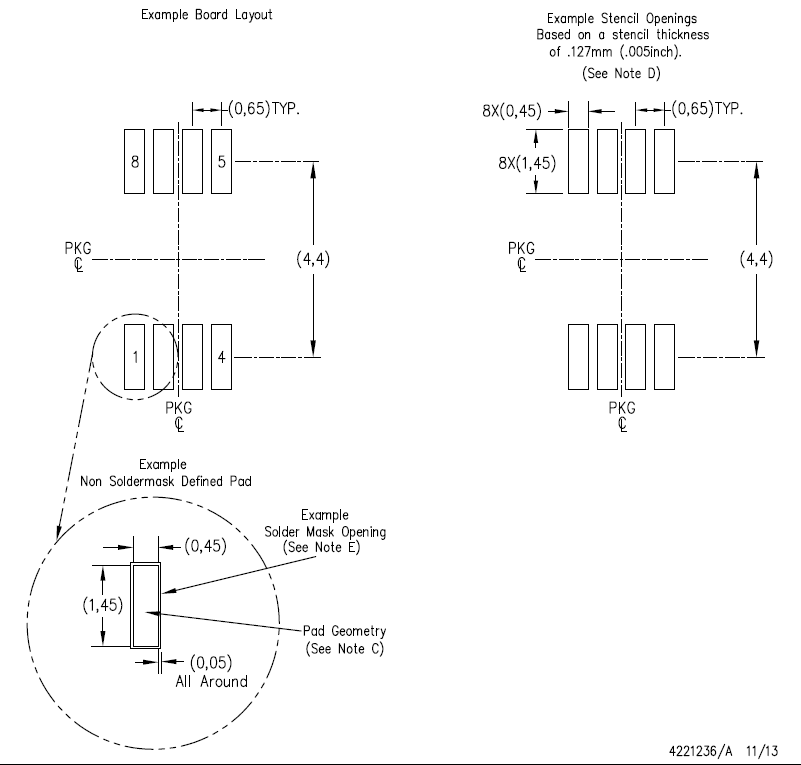 Example Board Layout
Example Stencil Openings
Based on a stencil thickness
of .127mm (.005inch).
(See Note D)
(0,65)TYP.
8
5
(4,4)
PKG
℄
1
4
PKG
℄
8X(0,45)
(0,65)TYP.
8X(1,45)
(4,4)
PKG
℄
PKG
℄
Example
Non Soldermask Defined Pad
Example
Solder Mask Opening
(See Note E)
(0,45)
(1,45)
Pad Geometry
(See Note C)
(0,05)
All Around
4221236/A 11/13